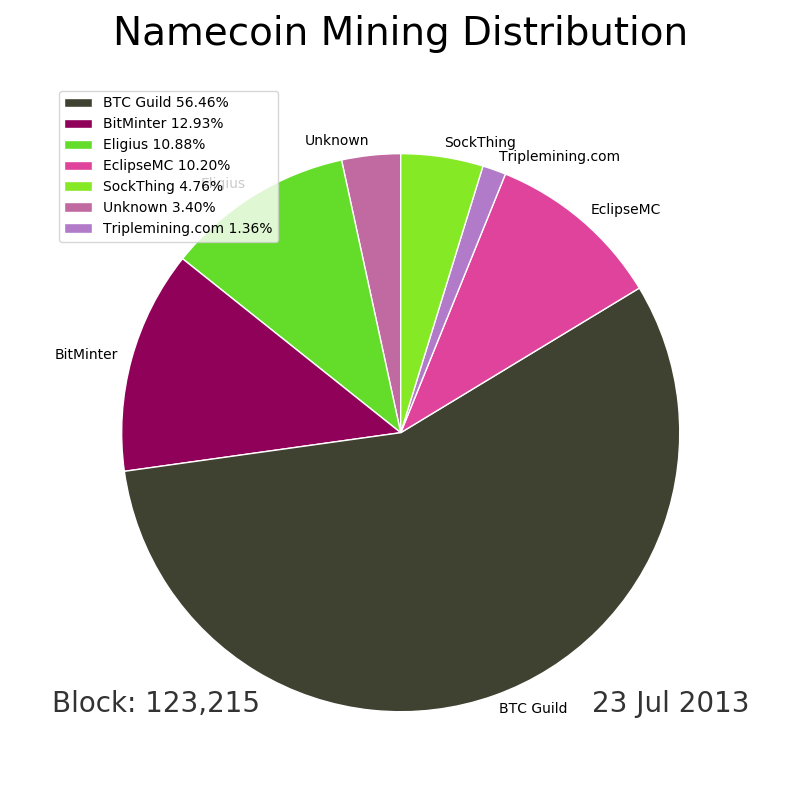 Namecoin Mining Distribution
BTC Guild 56.46%
BitMinter 12.93%
Eligius 10.88%
EclipseMC 10.20%
SockThing 4.76%
Unknown 3.40%
Triplemining.com 1.36%
Unknown
SockThing
Triplemining.com
Eligius
EclipseMC
BitMinter
BTC Guild
Block: 123,215
23 Jul 2013